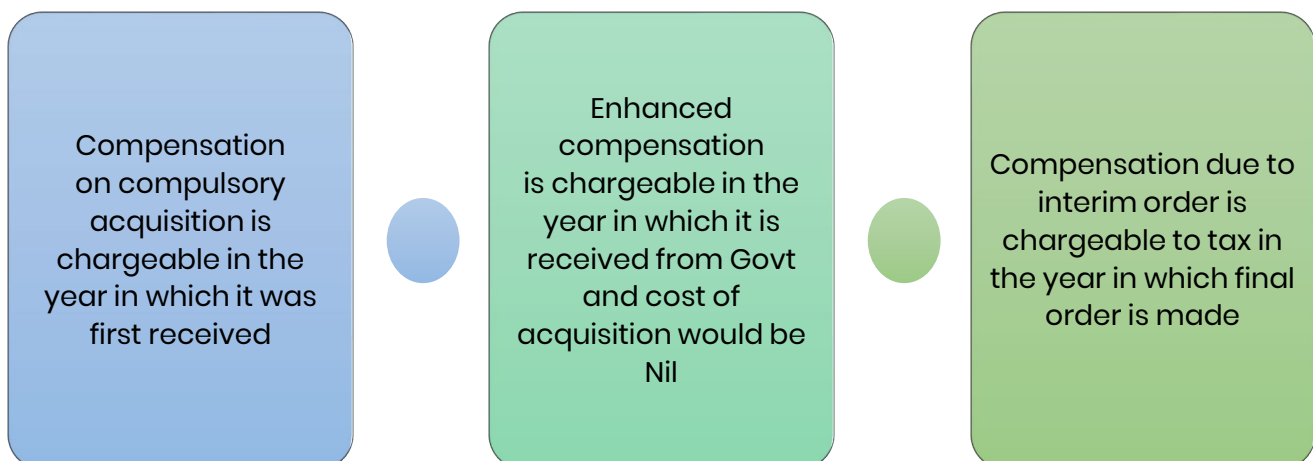 Compensation
on compulsory
acquisition is
chargeable in the
year in which it was
first received
Enhanced
compensation
is chargeable in the
year in which it is
received from Govt
and cost of
acquisition would be
Nil
Compensation due to
interim order is
chargeable to tax in
the year in which final
order is made